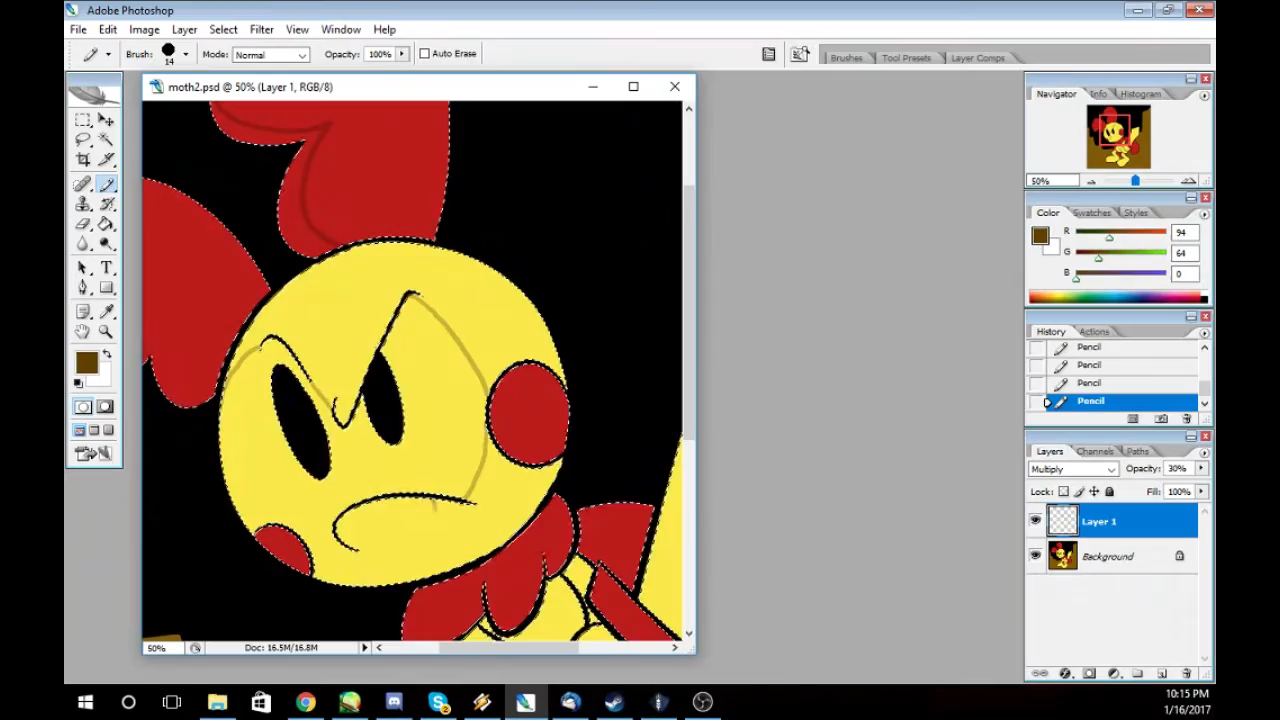 Adobe Photoshop
File Edit Image Layer Select Filter View Window Help
Brush: 14 Mode: Normal Opacity: 100% Auto Erase
Brushes Tool Presets Layer Comps
moth2.psd @ 50% (Layer 1, RGB/8)
Navigator Info Histogram
50%
Color Swatches Styles
R 94
G 64
B 0
History Actions
Pencil
Pencil
Pencil
Pencil
Layers Channels Paths
Multiply Opacity: 30%
Lock: Fill: 100%
Layer 1
Background
50% Doc: 16.5M/16.8M
10:15 PM
1/16/2017